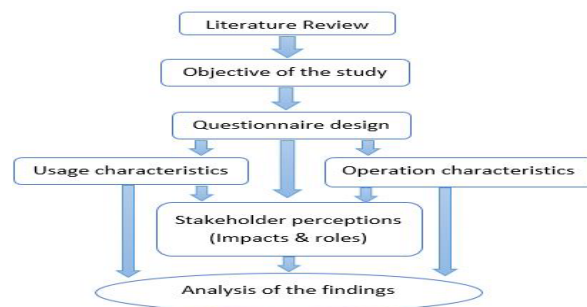 Literature Review
Objective of the study
Questionnaire design
Usage characteristics
Operation characteristics
Stakeholder perceptions
(Impacts & roles)
Analysis of the findings